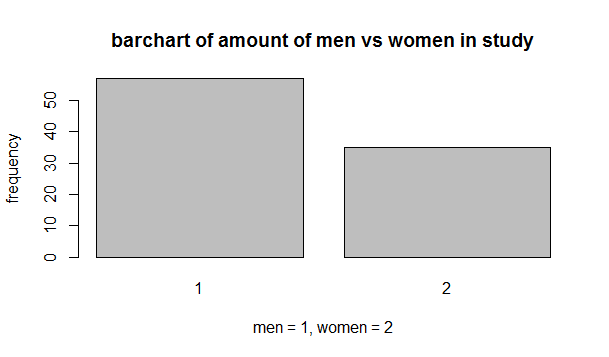 barchart of amount of men vs women in study
frequency
50
40
30
20
10
0
1
2
men = 1, women = 2